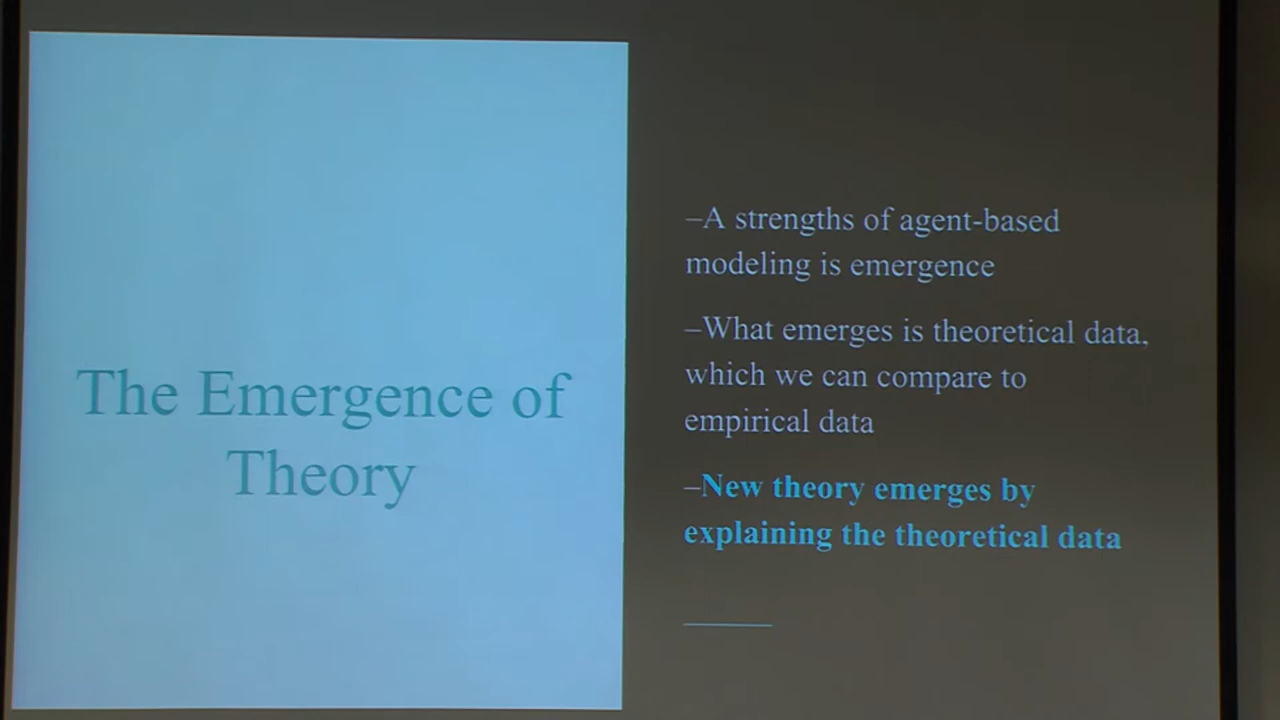 The Emergence of
Theory
–A strengths of agent-based
modeling is emergence
–What emerges is theoretical data,
which we can compare to
empirical data
–New theory emerges by
explaining the theoretical data